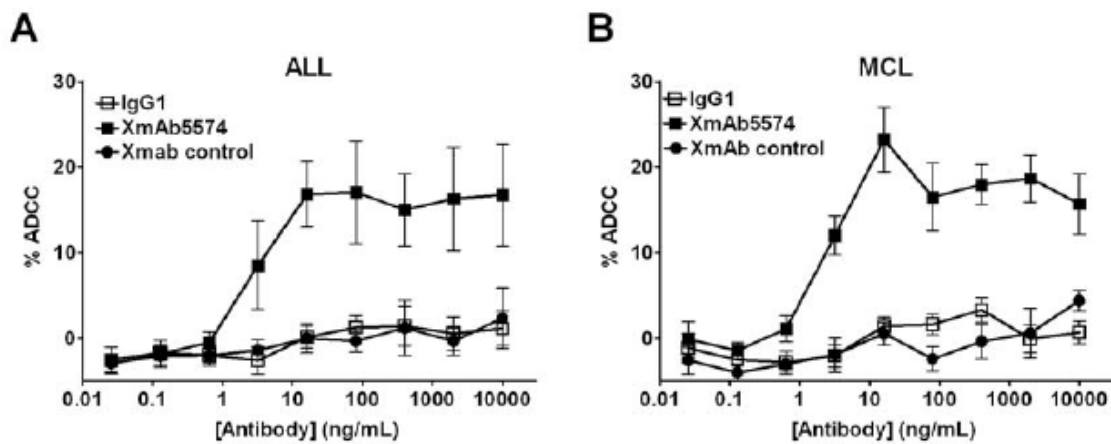 A
ALL
IgG1
XmAb5574
Xmab control
% ADCC
30
20
10
0
0.01 0.1 1 10 100 1000 10000
[Antibody] (ng/mL)
B
MCL
IgG1
XmAb5574
XmAb control
% ADCC
30
20
10
0
0.01 0.1 1 10 100 1000 10000
[Antibody] (ng/mL)